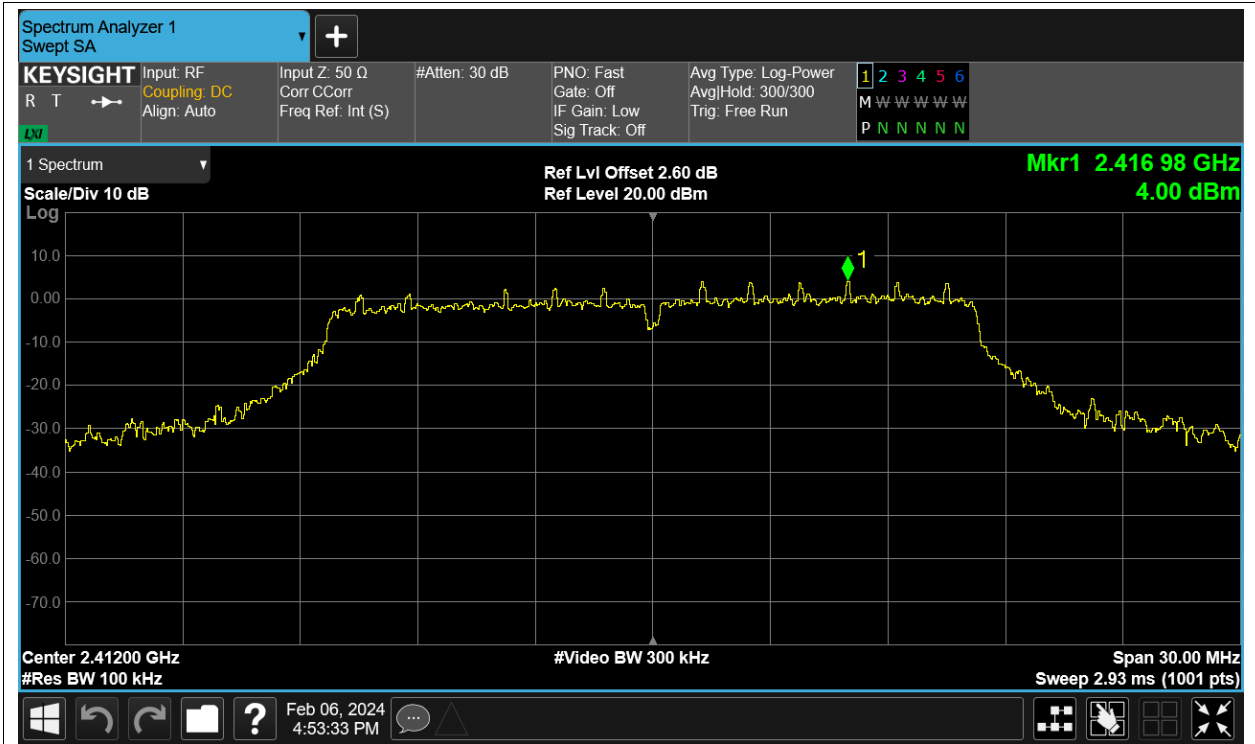 Spectrum Analyzer 1
Swept SA
KEYSIGHT
R T
LXI
Input: RF
Coupling: DC
Align: Auto
Input Z: 50 Ω
Corr CCorr
Freq Ref: Int (S)
#Atten: 30 dB
PNO: Fast
Gate: Off
IF Gain: Low
Sig Track: Off
Avg Type: Log-Power
Avg|Hold: 300/300
Trig: Free Run
1 2 3 4 5 6
M W W W W W
P N N N N N
1 Spectrum
Scale/Div 10 dB
Log
Ref Lvl Offset 2.60 dB
Ref Level 20.00 dBm
Mkr1 2.416 98 GHz
4.00 dBm
1
10.0
0.00
-10.0
-20.0
-30.0
-40.0
-50.0
-60.0
-70.0
Center 2.41200 GHz
#Video BW 300 kHz
Span 30.00 MHz
#Res BW 100 kHz
Sweep 2.93 ms (1001 pts)
?
Feb 06, 2024
4:53:33 PM